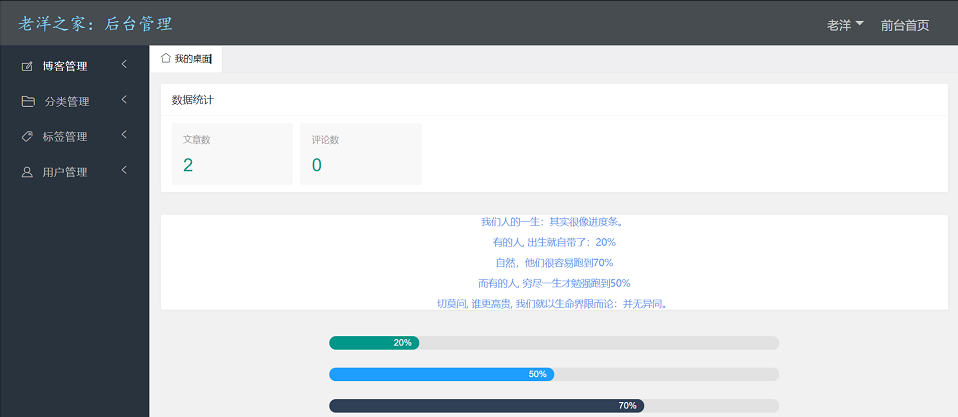 老洋之家：后台管理
老洋 前台首页
博客管理
分类管理
标签管理
用户管理
我的桌面
数据统计
文章数
2
评论数
0
我们人的一生：其实很像进度条。
有的人, 出生就自带了：20%
自然，他们很容易跑到70%
而有的人, 穷尽一生才勉强跑到50%
切莫问, 谁更高贵, 我们就以生命界限而论：并无异同。
20%
50%
70%